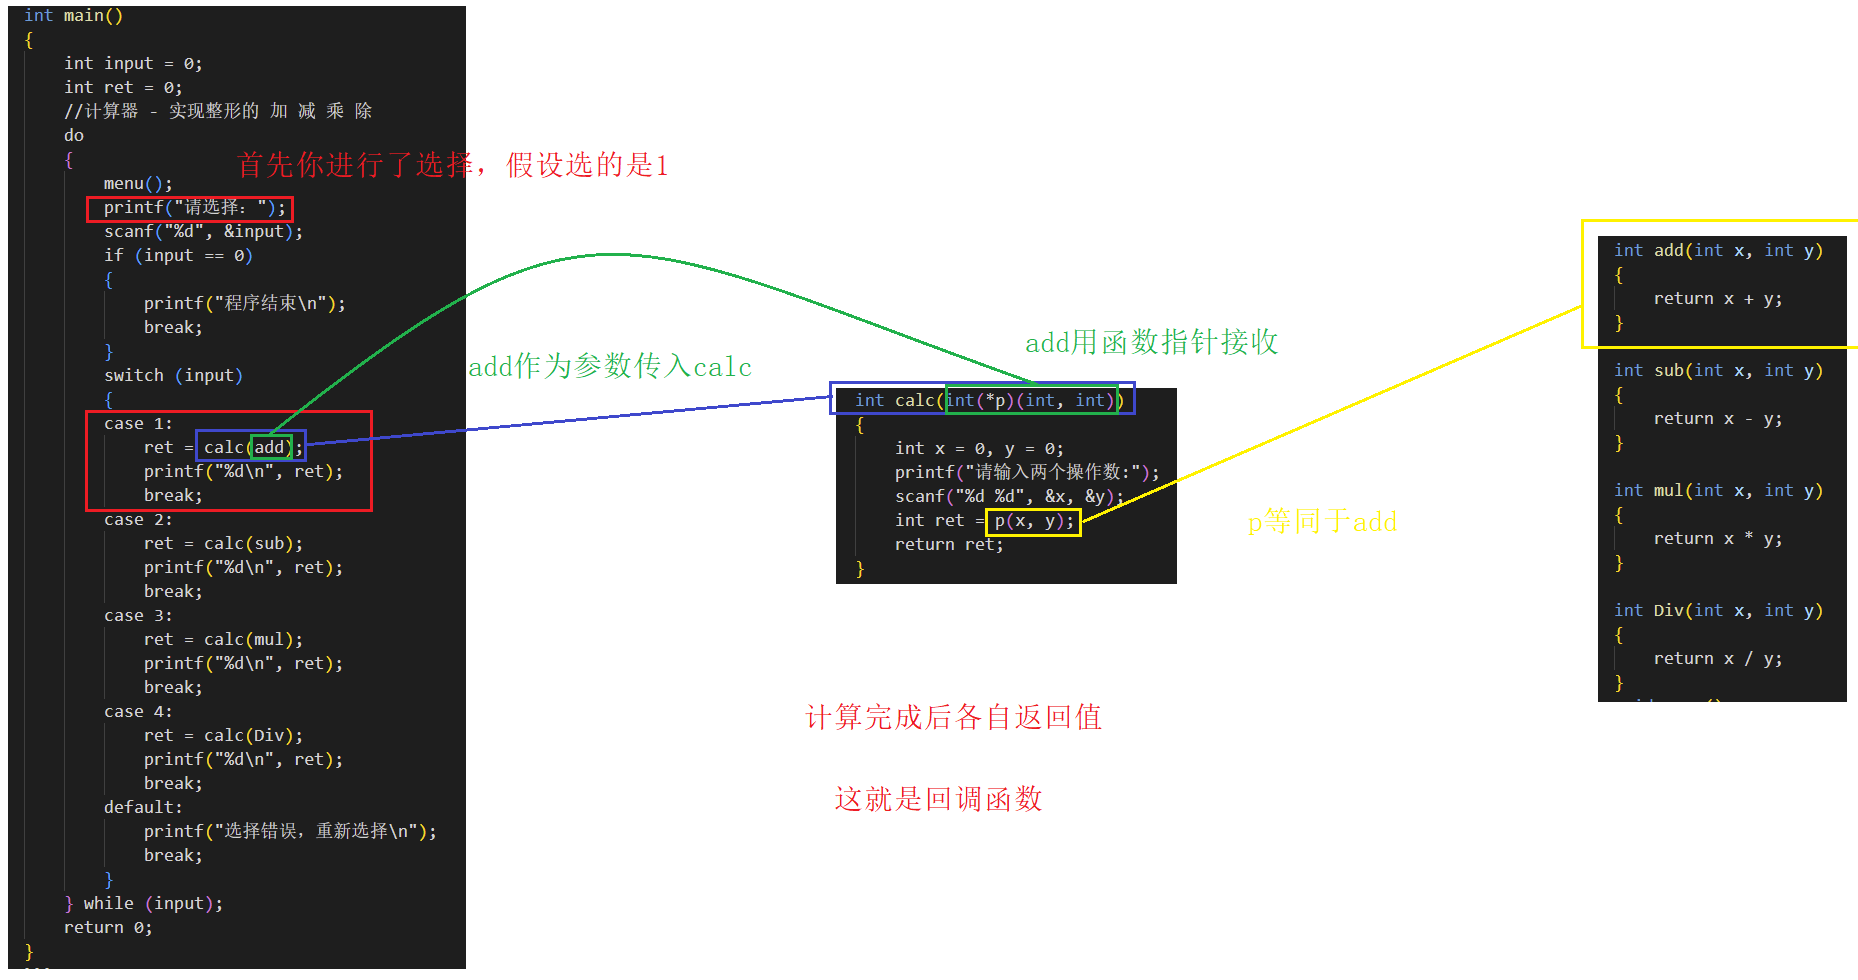 int main()
{
int input = 0;
int ret = 0;
//计算器 - 实现整形的 加 减 乘 除
do
{
首先你进行了选择，假设选的是1
menu();
printf("请选择：");
scanf("%d", &input);
if (input == 0)
{
printf("程序结束\n");
break;
}
switch (input)
{
case 1:
ret = calc(add);
printf("%d\n", ret);
break;
case 2:
ret = calc(sub);
printf("%d\n", ret);
break;
case 3:
ret = calc(mul);
printf("%d\n", ret);
break;
case 4:
ret = calc(Div);
printf("%d\n", ret);
break;
default:
printf("选择错误，重新选择\n");
break;
}
} while (input);
return 0;
}
add作为参数传入calc
add用函数指针接收
int calc(int(*p)(int, int))
{
int x = 0, y = 0;
printf("请输入两个操作数:");
scanf("%d %d", &x, &y);
int ret = p(x, y);
return ret;
}
p等同于add
计算完成后各自返回值
这就是回调函数
int add(int x, int y)
{
return x + y;
}
int sub(int x, int y)
{
return x - y;
}
int mul(int x, int y)
{
return x * y;
}
int Div(int x, int y)
{
return x / y;
}